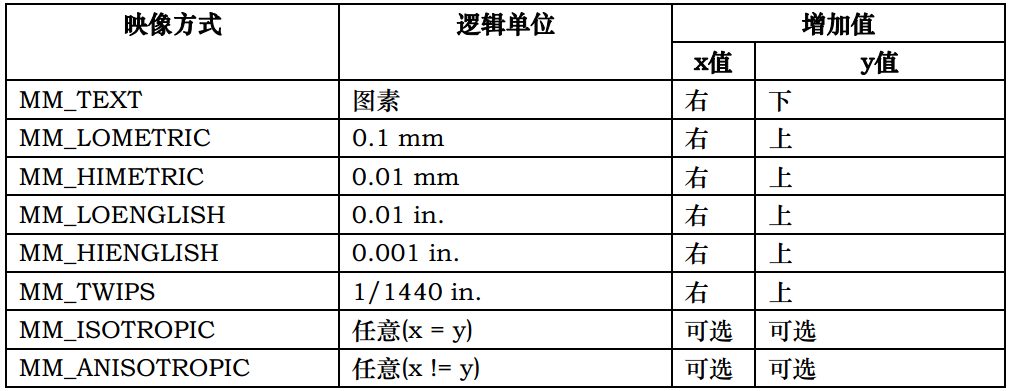 映像方式 逻辑单位 增加值
x值 y值
MM_TEXT 图素 右 下
MM_LOMETRIC 0.1 mm 右 上
MM_HIMETRIC 0.01 mm 右 上
MM_LOENGLISH 0.01 in. 右 上
MM_HIENGLISH 0.001 in. 右 上
MM_TWIPS 1/1440 in. 右 上
MM_ISOTROPIC 任意(x = y) 可选 可选
MM_ANISOTROPIC 任意(x != y) 可选 可选